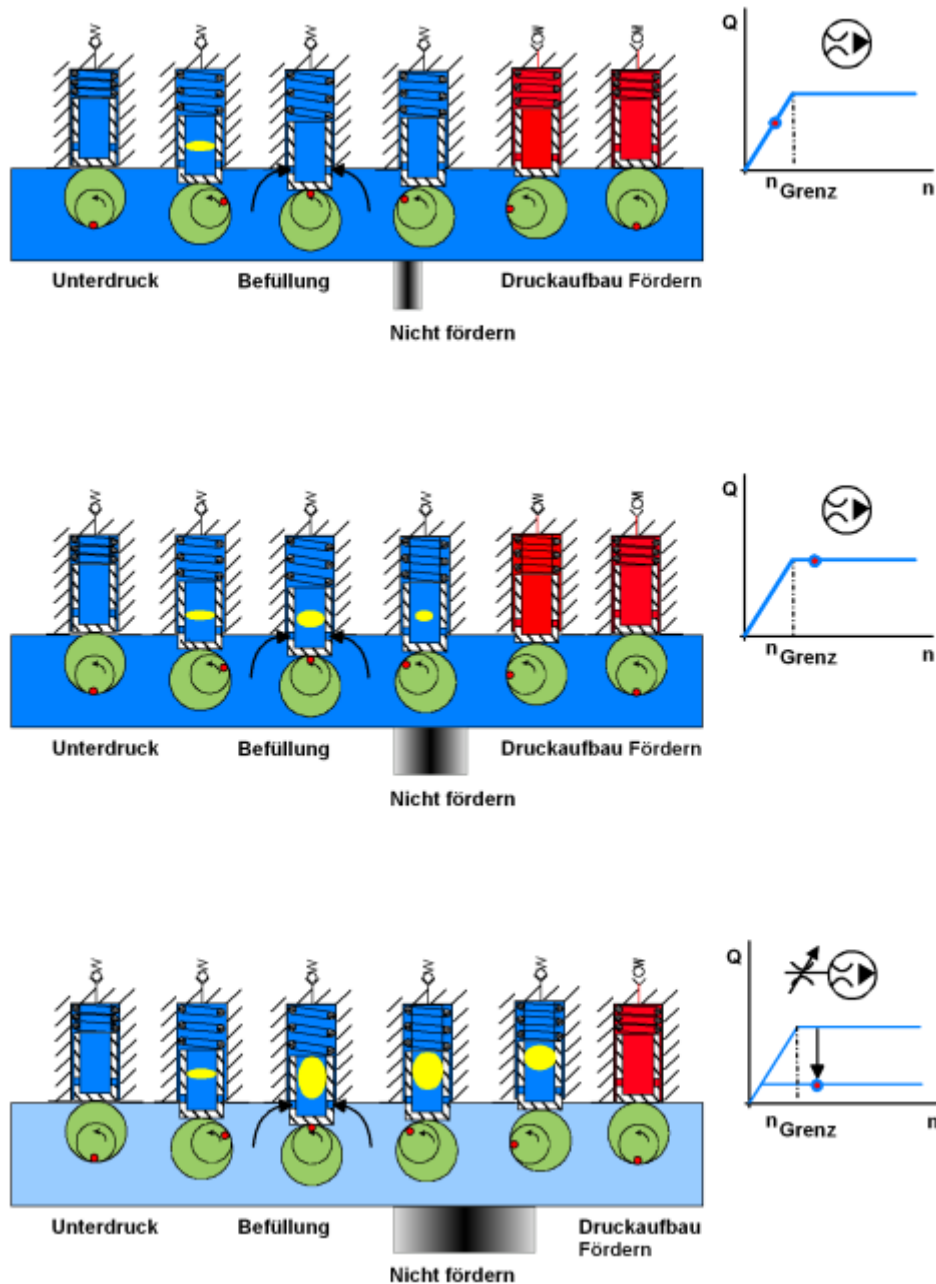 Q
n Grenz
n
Unterdruck Befüllung Druckaufbau Fördern
Nicht fördern
Q
n Grenz
n
Unterdruck Befüllung Druckaufbau Fördern
Nicht fördern
Q
n Grenz
n
Unterdruck Befüllung Druckaufbau
Fördern
Nicht fördern